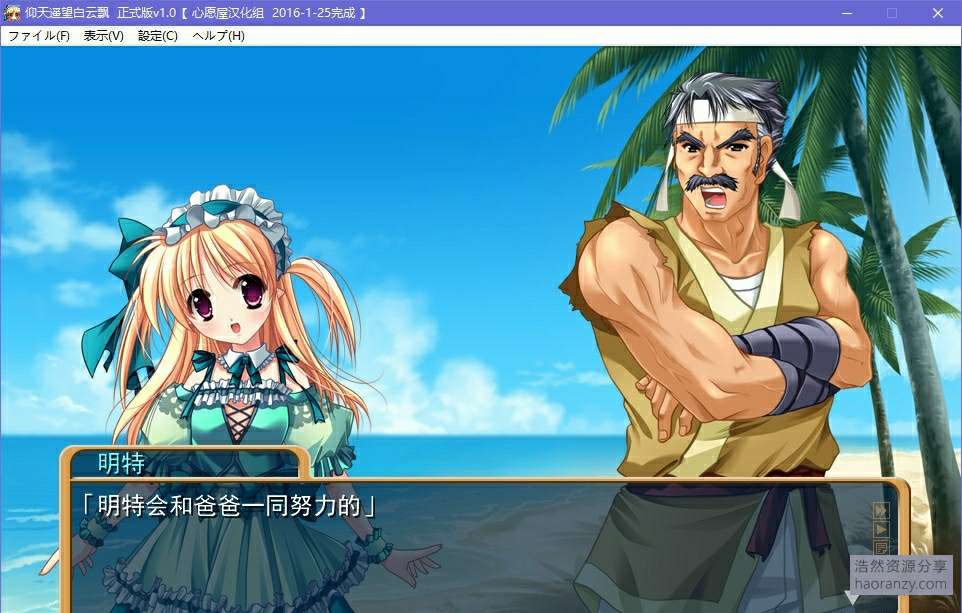 仰天遥望白云飘 正式版v1.0【 心愿屋汉化组 2016-1-25完成 】
ファイル(F) 表示(V) 設定(C) ヘルプ(H)
明特
「明特会和爸爸一同努力的」
浩然资源分享
haoranzy.com